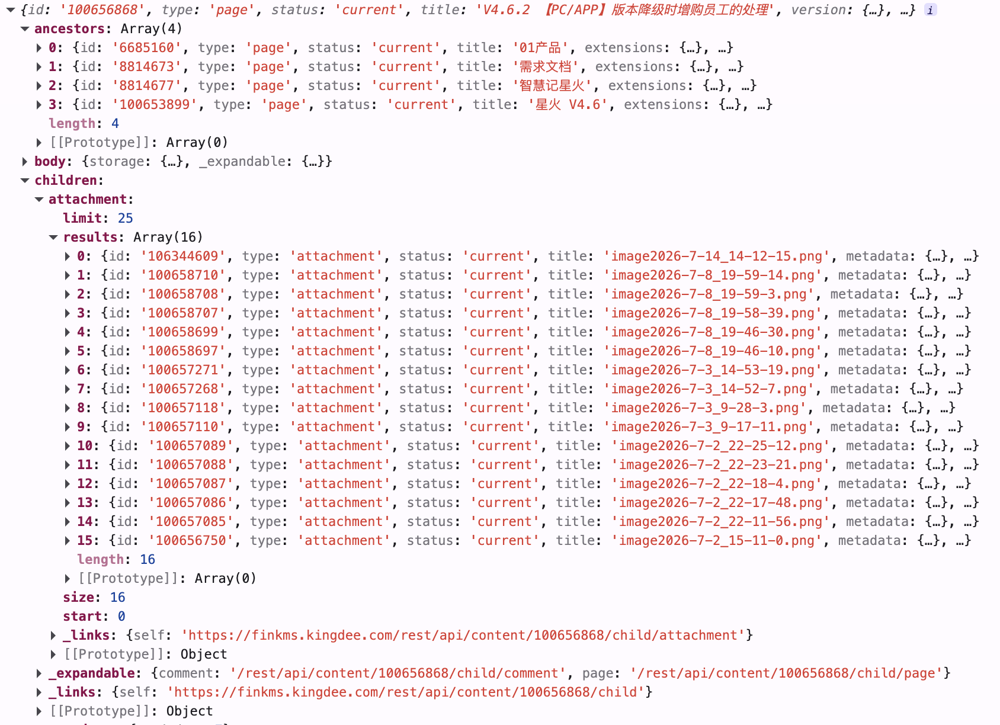 {id: '100656868', type: 'page', status: 'current', title: 'V4.6.2 【PC/APP】版本降级时增购员工的处理', version: {…}, …} i
ancestors: Array(4)
0: {id: '6685160', type: 'page', status: 'current', title: '01产品', extensions: {…}, …}
1: {id: '8814673', type: 'page', status: 'current', title: '需求文档', extensions: {…}, …}
2: {id: '8814677', type: 'page', status: 'current', title: '智慧记星火', extensions: {…}, …}
3: {id: '100653899', type: 'page', status: 'current', title: '星火 V4.6', extensions: {…}, …}
length: 4
[[Prototype]]: Array(0)
body: {storage: {…}, _expandable: {…}}
children:
attachment:
limit: 25
results: Array(16)
0: {id: '106344609', type: 'attachment', status: 'current', title: 'image2026-7-14_14-12-15.png', metadata: {…}, …}
1: {id: '100658710', type: 'attachment', status: 'current', title: 'image2026-7-8_19-59-14.png', metadata: {…}, …}
2: {id: '100658708', type: 'attachment', status: 'current', title: 'image2026-7-8_19-59-3.png', metadata: {…}, …}
3: {id: '100658707', type: 'attachment', status: 'current', title: 'image2026-7-8_19-58-39.png', metadata: {…}, …}
4: {id: '100658699', type: 'attachment', status: 'current', title: 'image2026-7-8_19-46-30.png', metadata: {…}, …}
5: {id: '100658697', type: 'attachment', status: 'current', title: 'image2026-7-8_19-46-10.png', metadata: {…}, …}
6: {id: '100657271', type: 'attachment', status: 'current', title: 'image2026-7-3_14-53-19.png', metadata: {…}, …}
7: {id: '100657268', type: 'attachment', status: 'current', title: 'image2026-7-3_14-52-7.png', metadata: {…}, …}
8: {id: '100657118', type: 'attachment', status: 'current', title: 'image2026-7-3_9-28-3.png', metadata: {…}, …}
9: {id: '100657110', type: 'attachment', status: 'current', title: 'image2026-7-3_9-17-11.png', metadata: {…}, …}
10: {id: '100657089', type: 'attachment', status: 'current', title: 'image2026-7-2_22-25-12.png', metadata: {…}, …}
11: {id: '100657088', type: 'attachment', status: 'current', title: 'image2026-7-2_22-23-21.png', metadata: {…}, …}
12: {id: '100657087', type: 'attachment', status: 'current', title: 'image2026-7-2_22-18-4.png', metadata: {…}, …}
13: {id: '100657086', type: 'attachment', status: 'current', title: 'image2026-7-2_22-17-48.png', metadata: {…}, …}
14: {id: '100657085', type: 'attachment', status: 'current', title: 'image2026-7-2_22-11-56.png', metadata: {…}, …}
15: {id: '100656750', type: 'attachment', status: 'current', title: 'image2026-7-2_15-11-0.png', metadata: {…}, …}
length: 16
[[Prototype]]: Array(0)
size: 16
start: 0
_links: {self: 'https://finkms.kingdee.com/rest/api/content/100656868/child/attachment'}
[[Prototype]]: Object
_expandable: {comment: '/rest/api/content/100656868/child/comment', page: '/rest/api/content/100656868/child/page'}
_links: {self: 'https://finkms.kingdee.com/rest/api/content/100656868/child'}
[[Prototype]]: Object